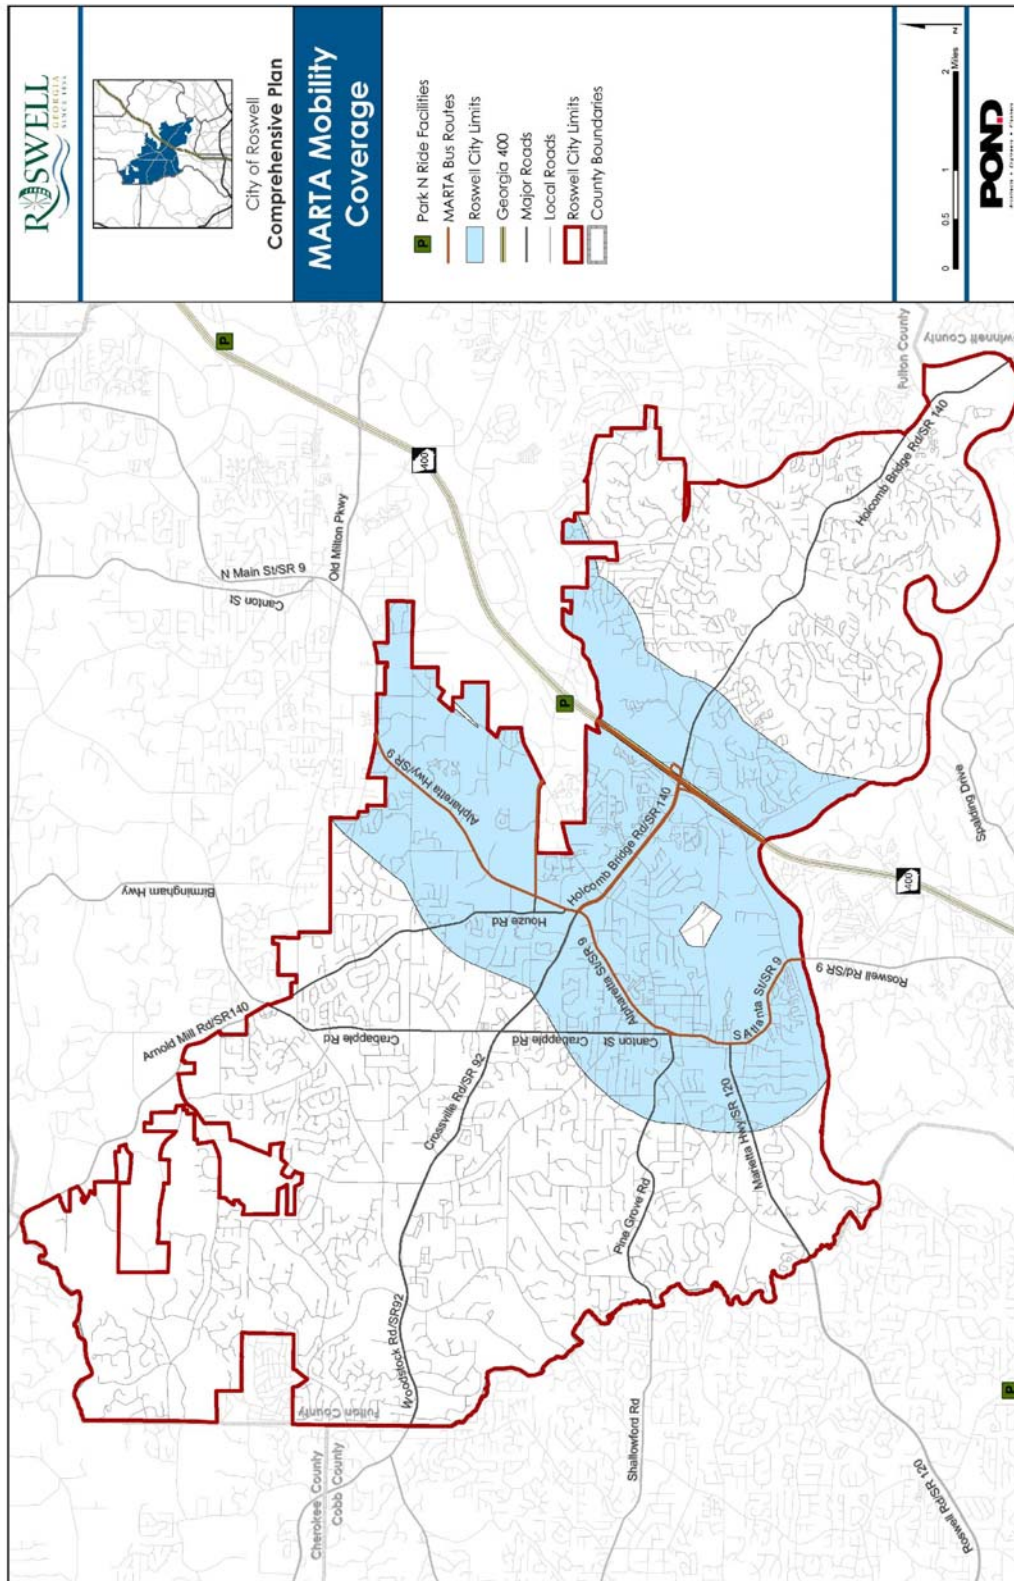 ROSWELL
GEORGIA
SINCE 1854
City of Roswell
Comprehensive Plan
MARTA Mobility
Coverage
P Park N Ride Facilities
MARTA Bus Routes
Roswell City Limits
Georgia 400
Major Roads
Local Roads
Roswell City Limits
County Boundaries
0 0.5 1 2
Miles
N
POND
P
400
N Main St/SR 9
Canton St
Old Milton Pkwy
Birmingham Hwy
Arnold Mill Rd/SR140
Alpharetta Hwy/SR 9
P
Houze Rd
Holcomb Bridge Rd/SR 140
Holcomb Bridge Rd/SR 140
Fulton County
Crabapple Rd
Crabapple Rd
Canton St
Alpharetta St/SR 9
S Atlanta St/SR 9
Roswell Rd/SR 9
400
Spalding Drive
Crossville Rd/SR 92
Woodstock Rd/SR92
Pine Grove Rd
Marietta Hwy/SR 120
Shallowford Rd
Roswell Rd/SR 120
Fulton County
Cherokee County
Cobb County
P